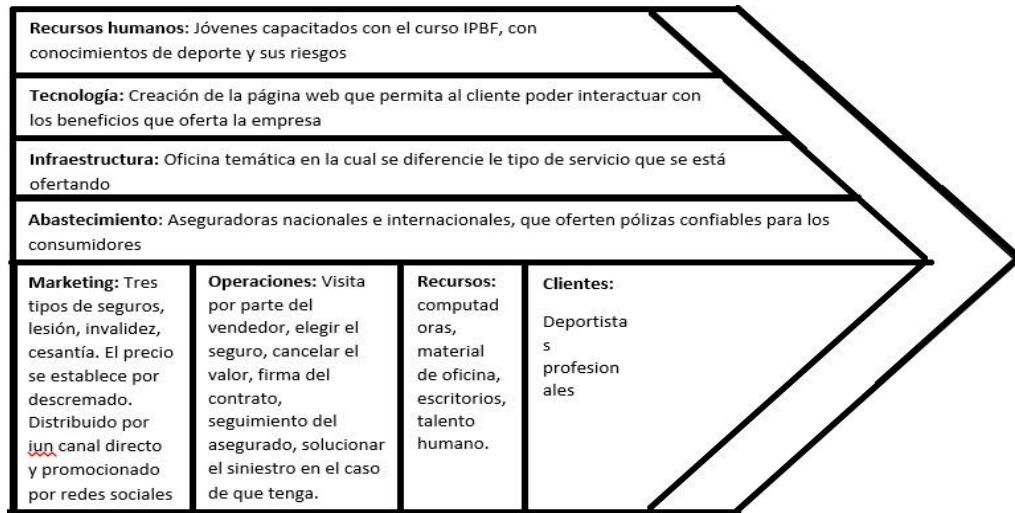 Recursos humanos: Jóvenes capacitados con el curso IPBF, con
conocimientos de deporte y sus riesgos
Tecnología: Creación de la página web que permita al cliente poder interactuar con
los beneficios que oferta la empresa
Infraestructura: Oficina temática en la cual se diferencie le tipo de servicio que se está
ofertando
Abastecimiento: Aseguradoras nacionales e internacionales, que oferten pólizas confiables para los
consumidores
Marketing: Tres
tipos de seguros,
lesión, invalidez,
cesantía. El precio
se establece por
descremado.
Distribuido por
iun canal directo
y promocionado
por redes sociales
Operaciones: Visita
por parte del
vendedor, elegir el
seguro, cancelar el
valor, firma del
contrato,
seguimiento del
asegurado, solucionar
el siniestro en el caso
de que tenga.
Recursos:
computad
oras,
material
de oficina,
escritorios,
talento
humano.
Clientes:
Deportista
s
profesion
ales